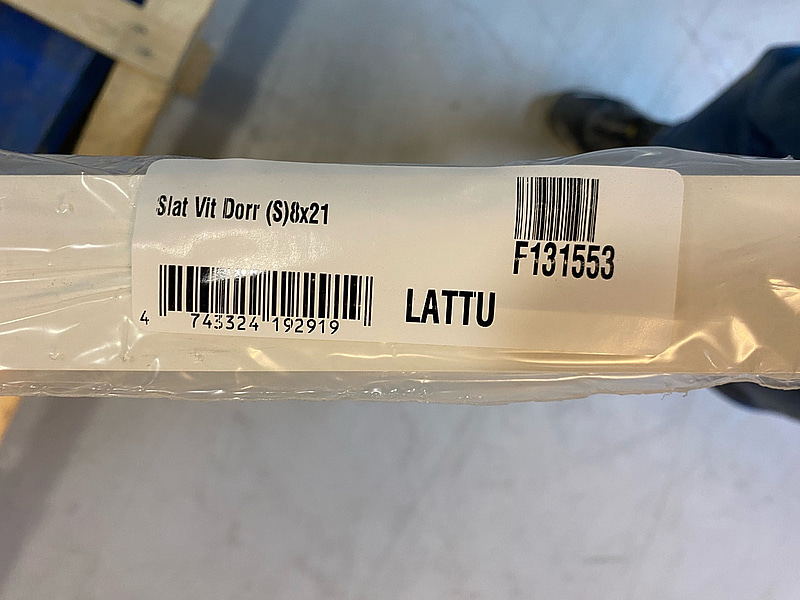 Slat Vit Dorr (S)8x21
F131553
4 743324 192919
LATTU